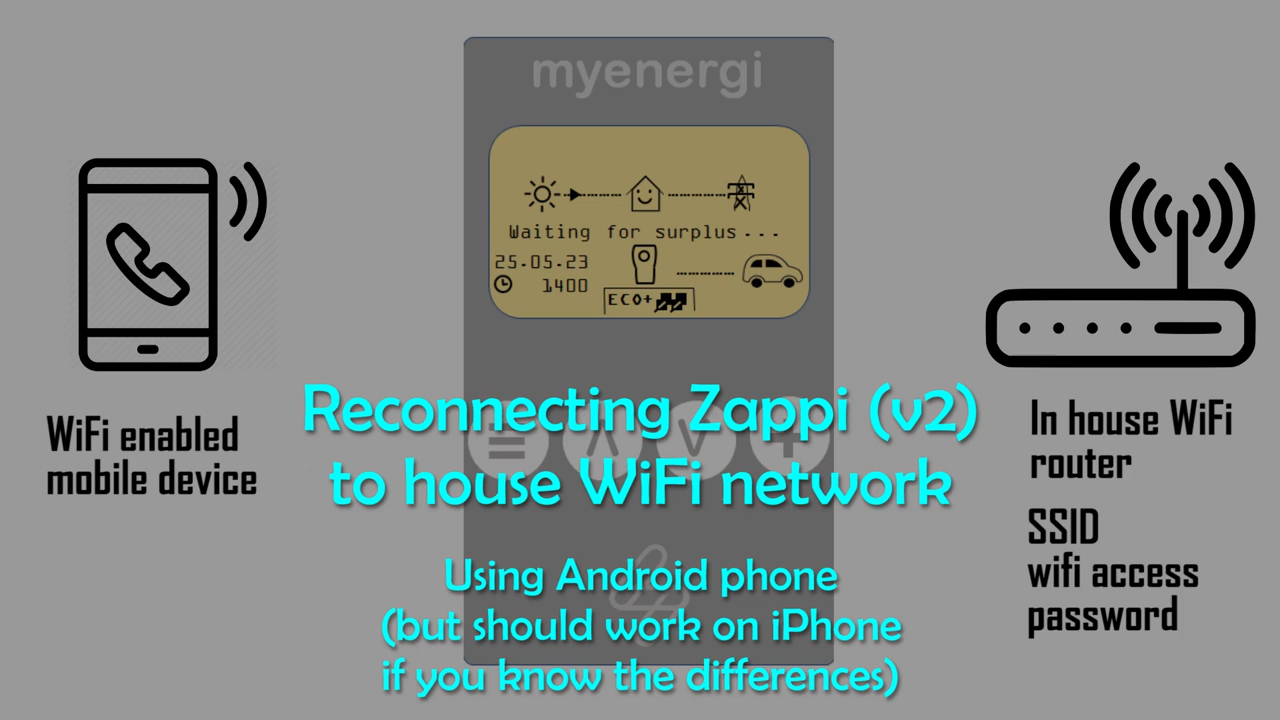 myenergi
Waiting for surplus...
25-05-23
1400
ECO+
Reconnecting Zappi (v2)
to house WiFi network
Using Android phone
(but should work on iPhone
if you know the differences)
WiFi enabled
mobile device
In house WiFi
router
SSID
wifi access
password